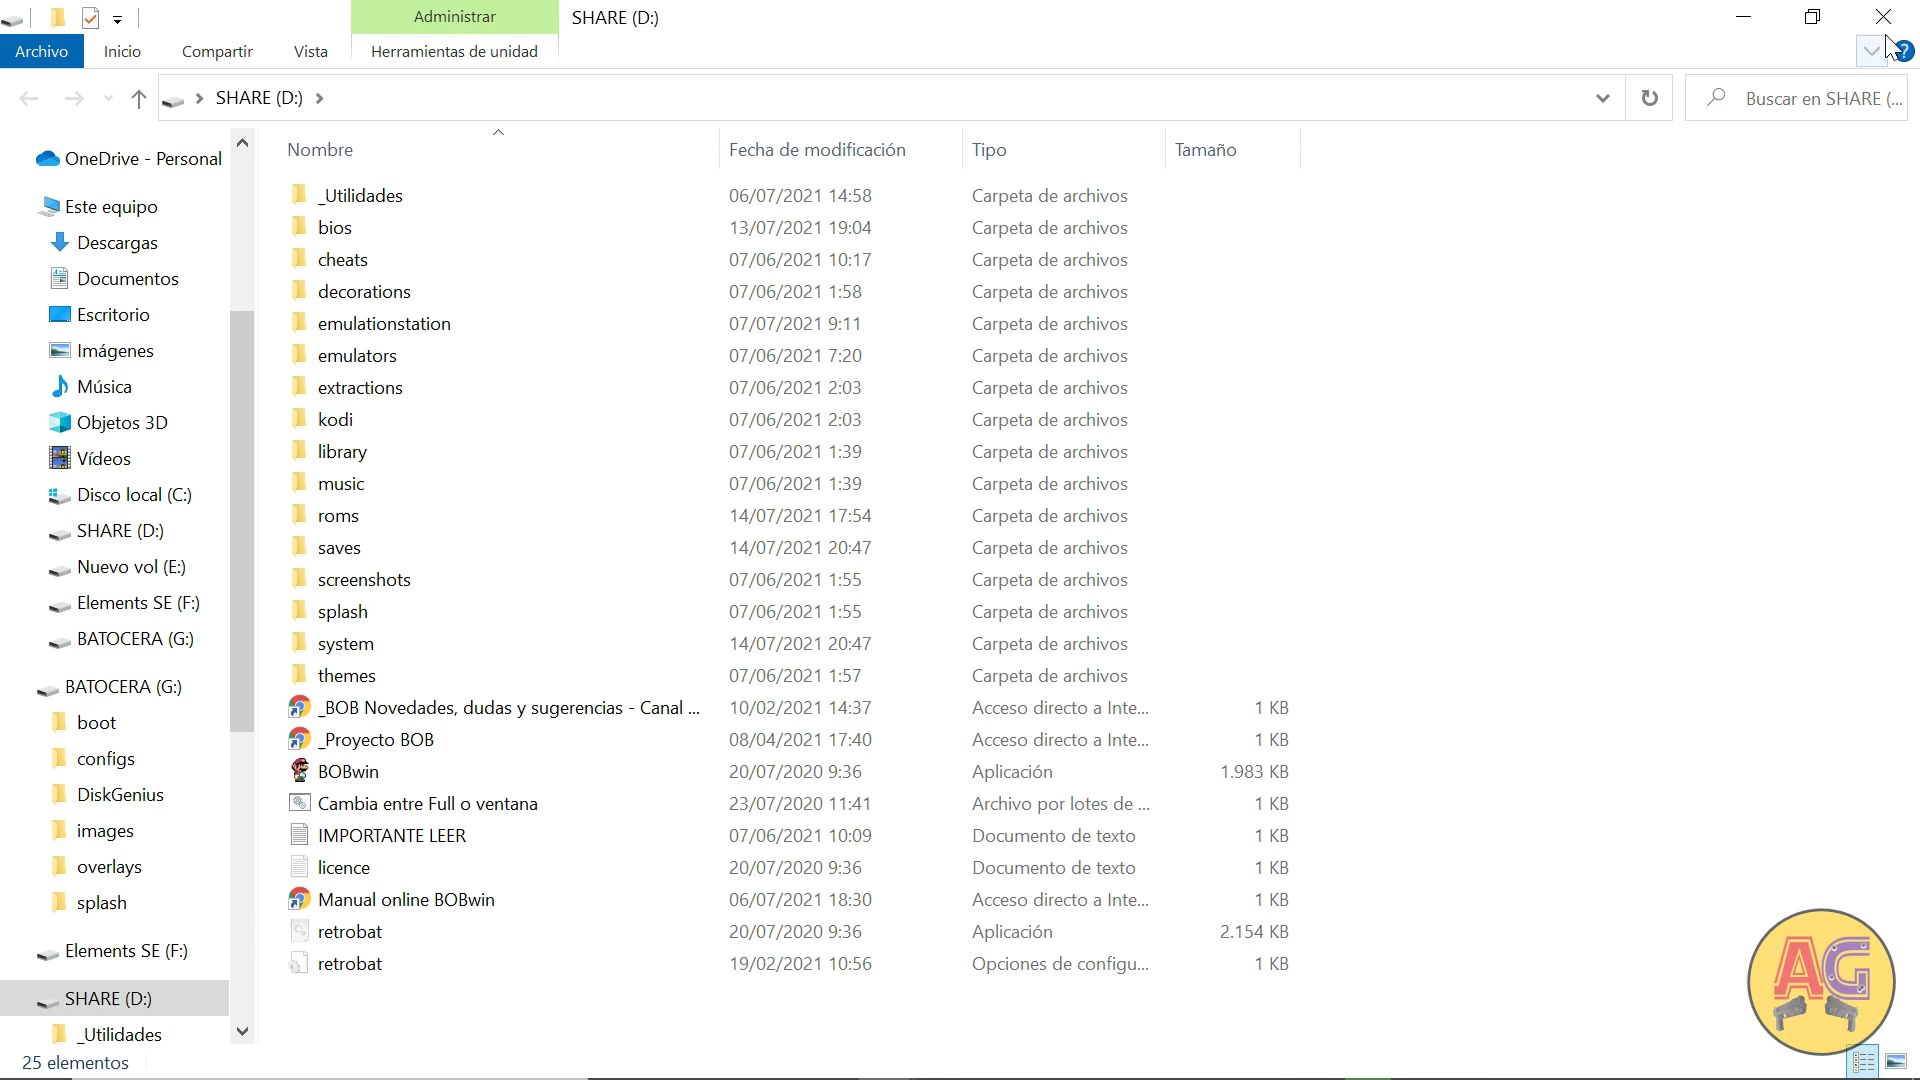 Administrar
SHARE (D:)
Archivo Inicio Compartir Vista Herramientas de unidad
SHARE (D:)
Buscar en SHARE (...
OneDrive - Personal
Este equipo
Descargas
Documentos
Escritorio
Imágenes
Música
Objetos 3D
Vídeos
Disco local (C:)
SHARE (D:)
Nuevo vol (E:)
Elements SE (F:)
BATOCERA (G:)
BATOCERA (G:)
boot
configs
DiskGenius
images
overlays
splash
Elements SE (F:)
SHARE (D:)
_Utilidades
Nombre Fecha de modificación Tipo Tamaño
_Utilidades 06/07/2021 14:58 Carpeta de archivos
bios 13/07/2021 19:04 Carpeta de archivos
cheats 07/06/2021 10:17 Carpeta de archivos
decorations 07/06/2021 1:58 Carpeta de archivos
emulationstation 07/07/2021 9:11 Carpeta de archivos
emulators 07/06/2021 7:20 Carpeta de archivos
extractions 07/06/2021 2:03 Carpeta de archivos
kodi 07/06/2021 2:03 Carpeta de archivos
library 07/06/2021 1:39 Carpeta de archivos
music 07/06/2021 1:39 Carpeta de archivos
roms 14/07/2021 17:54 Carpeta de archivos
saves 14/07/2021 20:47 Carpeta de archivos
screenshots 07/06/2021 1:55 Carpeta de archivos
splash 07/06/2021 1:55 Carpeta de archivos
system 14/07/2021 20:47 Carpeta de archivos
themes 07/06/2021 1:57 Carpeta de archivos
_BOB Novedades, dudas y sugerencias - Canal ... 10/02/2021 14:37 Acceso directo a Inte... 1 KB
_Proyecto BOB 08/04/2021 17:40 Acceso directo a Inte... 1 KB
BOBwin 20/07/2020 9:36 Aplicación 1.983 KB
Cambia entre Full o ventana 23/07/2020 11:41 Archivo por lotes de ... 1 KB
IMPORTANTE LEER 07/06/2021 10:09 Documento de texto 1 KB
licence 20/07/2020 9:36 Documento de texto 1 KB
Manual online BOBwin 06/07/2021 18:30 Acceso directo a Inte... 1 KB
retrobat 20/07/2020 9:36 Aplicación 2.154 KB
retrobat 19/02/2021 10:56 Opciones de configu... 1 KB
AG
25 elementos